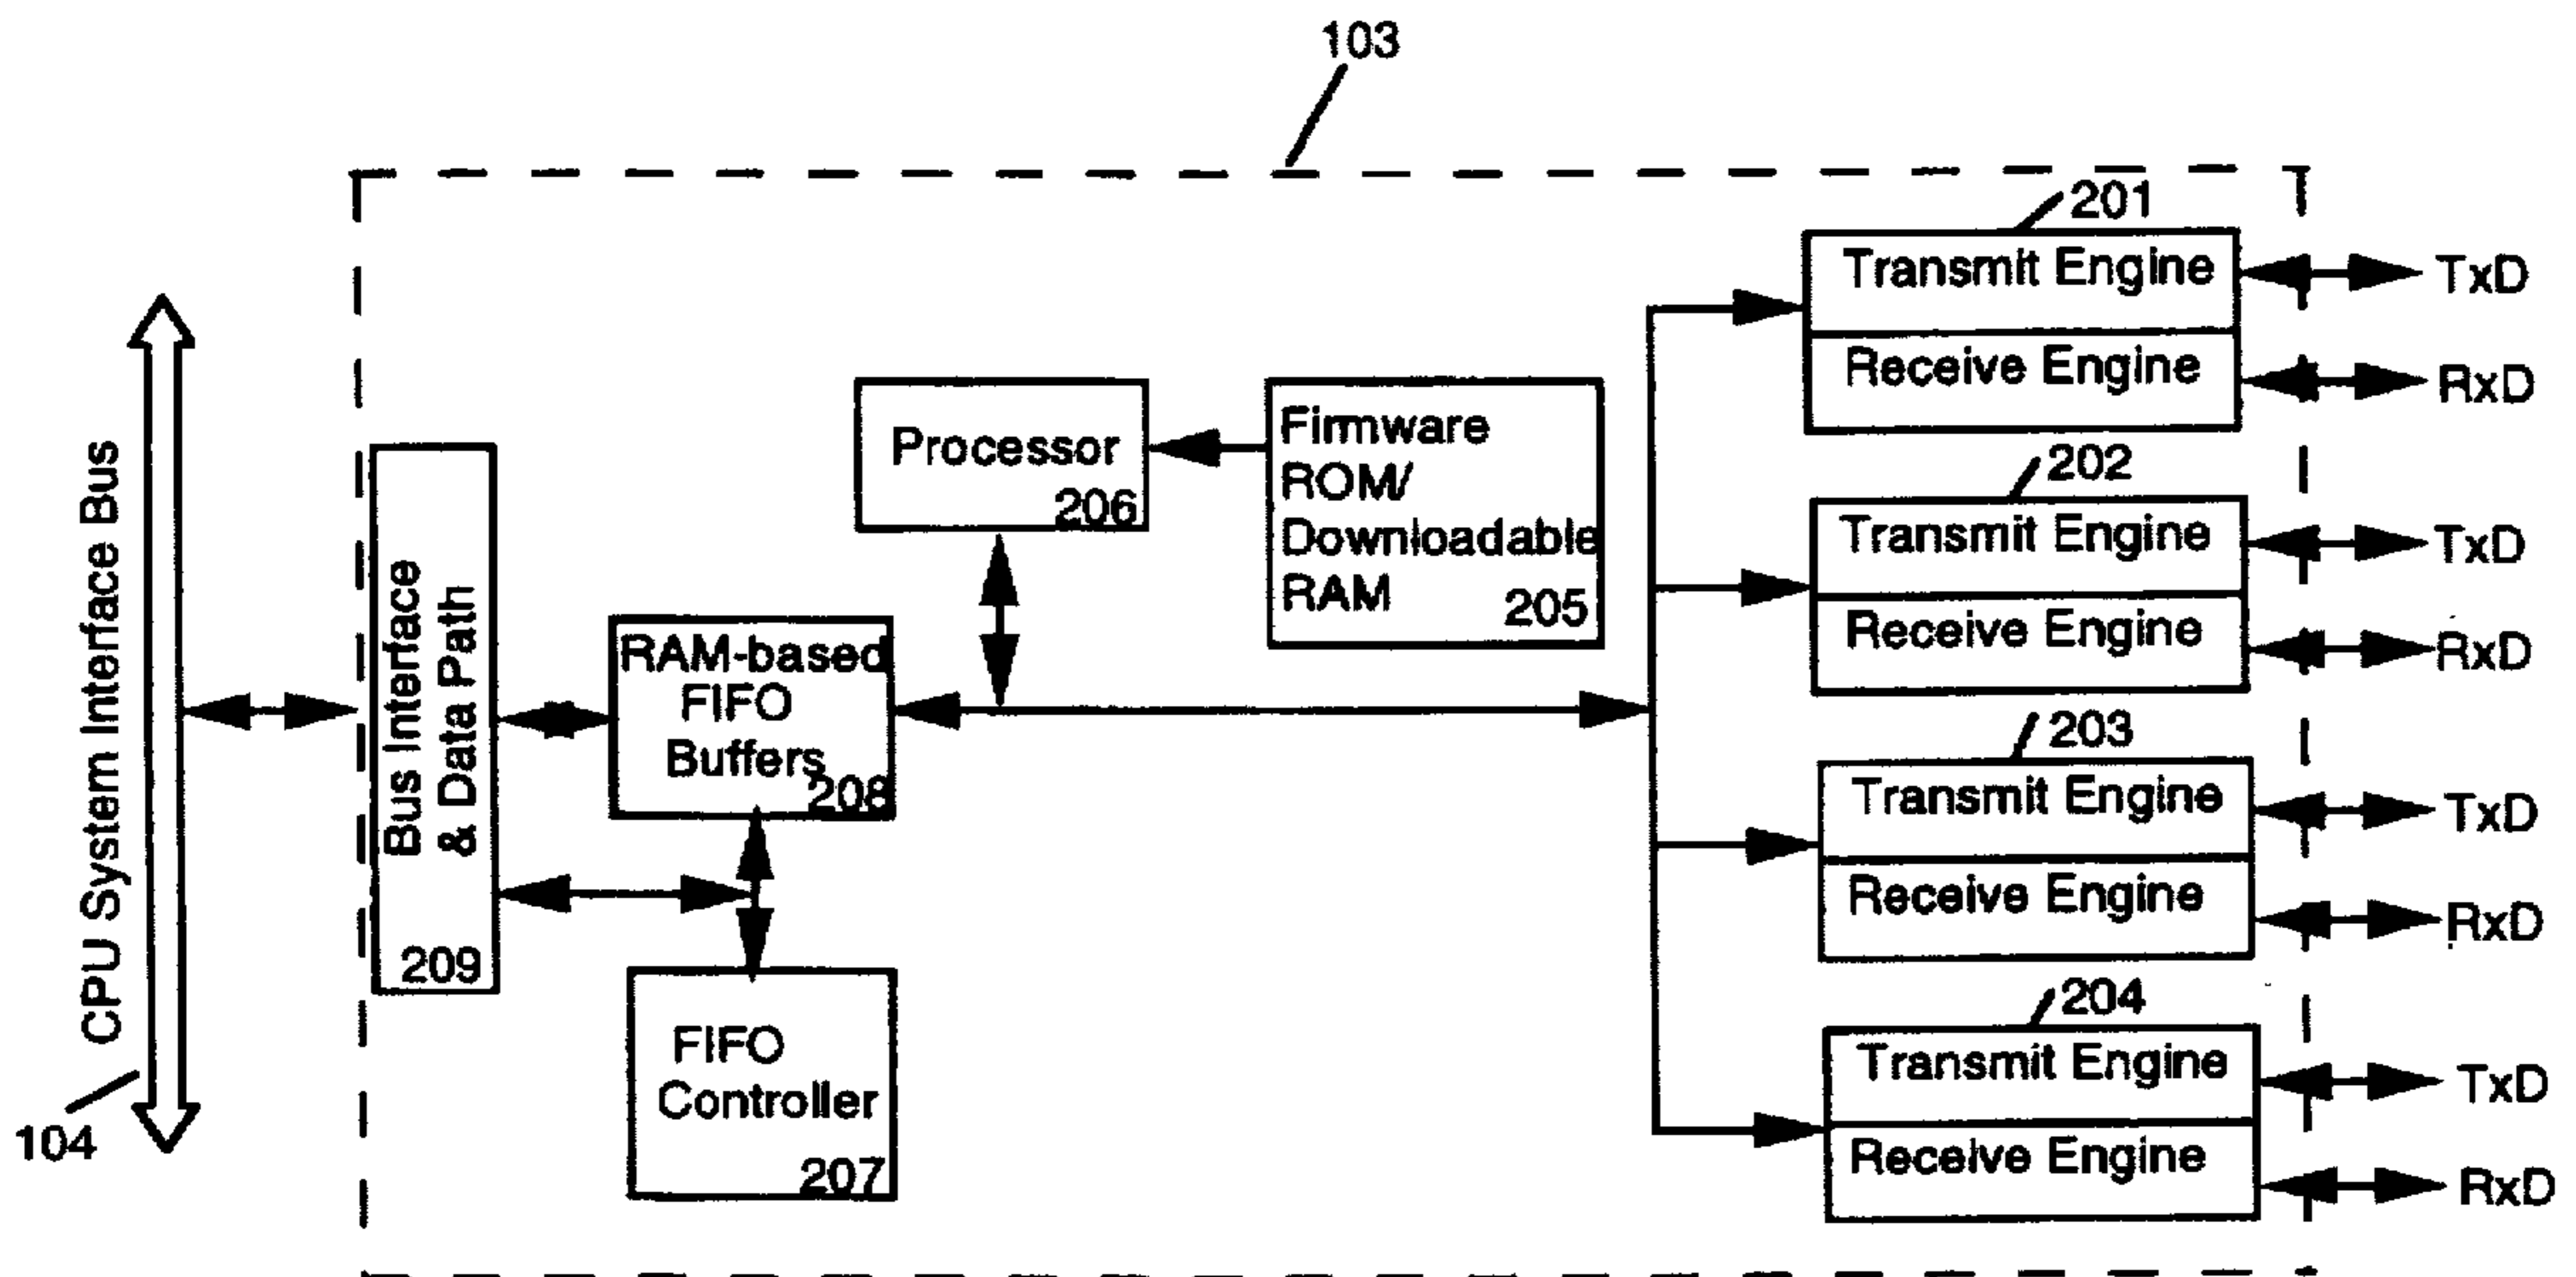 103
CPU System Interface Bus
104
Bus Interface
& Data Path
209
RAM-based
FIFO
Buffers
208
FIFO
Controller
207
Processor
206
Firmware
ROM/
Downloadable
RAM
205
201
Transmit Engine
Receive Engine
TxD
RxD
202
Transmit Engine
Receive Engine
TxD
RxD
203
Transmit Engine
Receive Engine
TxD
RxD
204
Transmit Engine
Receive Engine
TxD
RxD